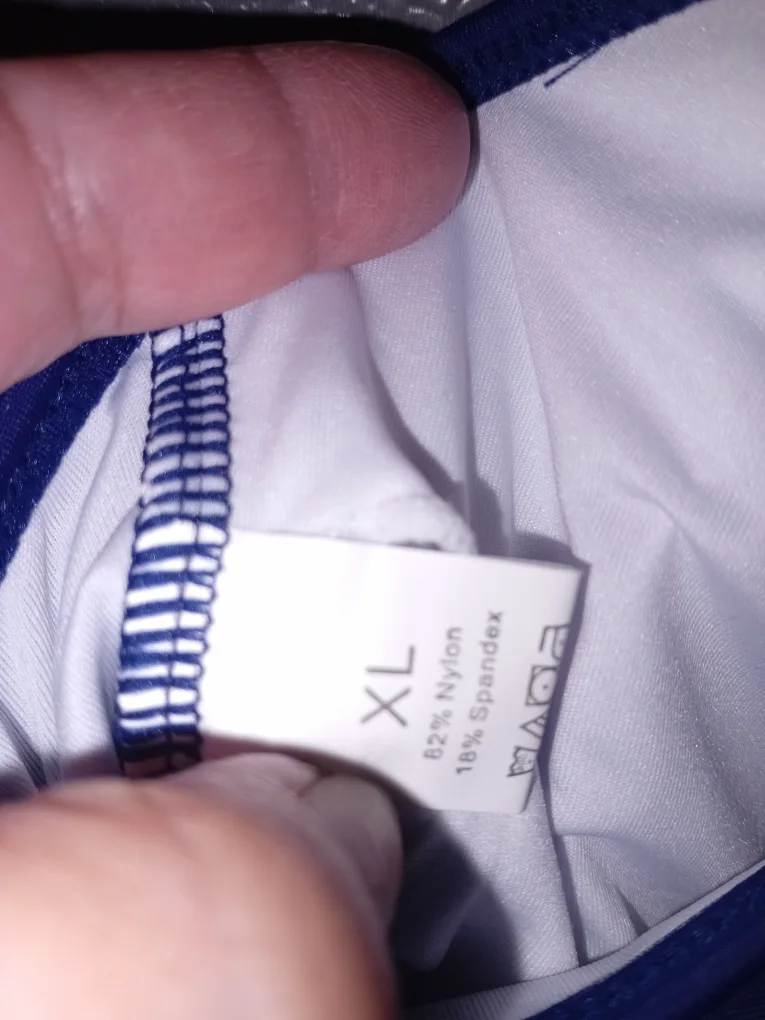 XL
82% Nylon
18% Spandex